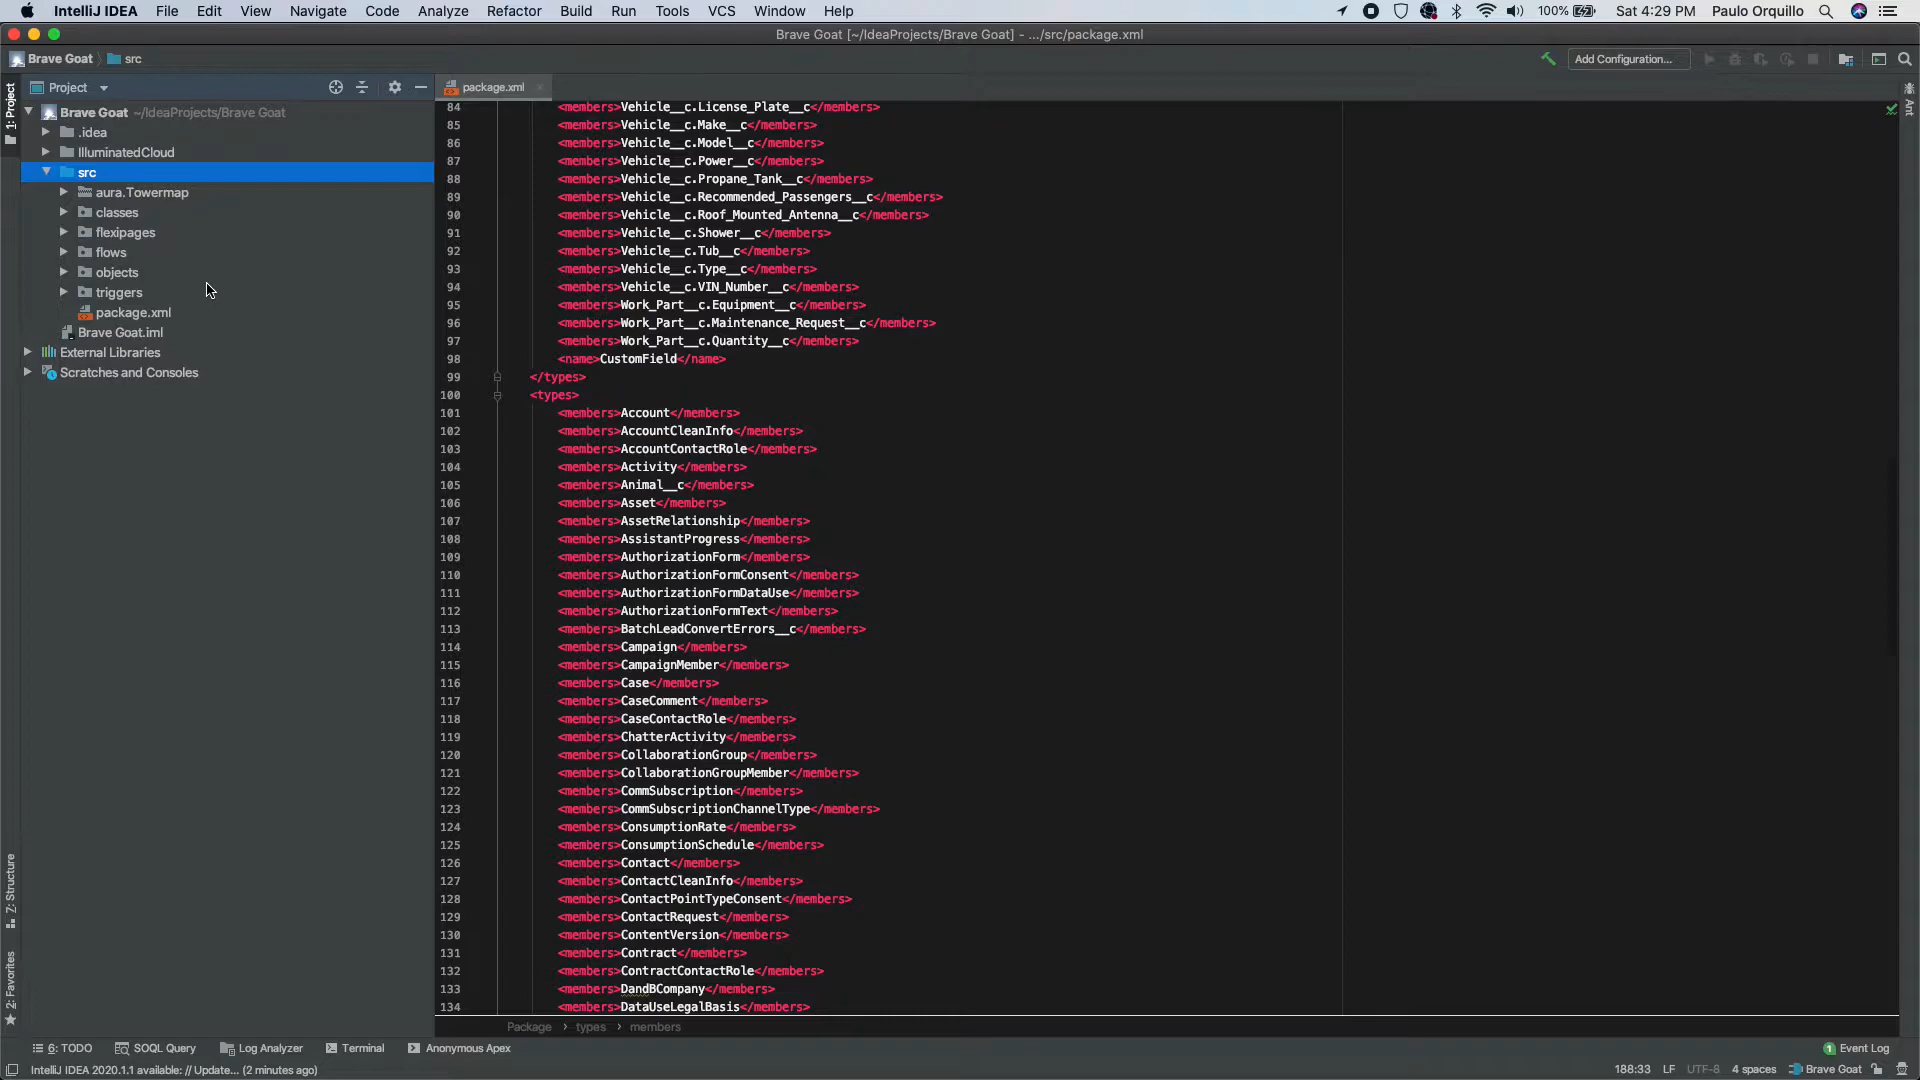 IntelliJ IDEA File Edit View Navigate Code Analyze Refactor Build Run Tools VCS Window Help 100% Sat 4:29 PM Paulo Orquillo
Brave Goat [~/IdeaProjects/Brave Goat] - .../src/package.xml
Brave Goat src Add Configuration...
Project
package.xml
1: Project
Ant
Brave Goat ~/IdeaProjects/Brave Goat
.idea
IlluminatedCloud
src
aura.Towermap
classes
flexipages
flows
objects
triggers
package.xml
Brave Goat.iml
External Libraries
Scratches and Consoles
Z: Structure
2: Favorites
84 <members>Vehicle__c.License_Plate__c</members>
85 <members>Vehicle__c.Make__c</members>
86 <members>Vehicle__c.Model__c</members>
87 <members>Vehicle__c.Power__c</members>
88 <members>Vehicle__c.Propane_Tank__c</members>
89 <members>Vehicle__c.Recommended_Passengers__c</members>
90 <members>Vehicle__c.Roof_Mounted_Antenna__c</members>
91 <members>Vehicle__c.Shower__c</members>
92 <members>Vehicle__c.Tub__c</members>
93 <members>Vehicle__c.Type__c</members>
94 <members>Vehicle__c.VIN_Number__c</members>
95 <members>Work_Part__c.Equipment__c</members>
96 <members>Work_Part__c.Maintenance_Request__c</members>
97 <members>Work_Part__c.Quantity__c</members>
98 <name>CustomField</name>
99 </types>
100 <types>
101 <members>Account</members>
102 <members>AccountCleanInfo</members>
103 <members>AccountContactRole</members>
104 <members>Activity</members>
105 <members>Animal__c</members>
106 <members>Asset</members>
107 <members>AssetRelationship</members>
108 <members>AssistantProgress</members>
109 <members>AuthorizationForm</members>
110 <members>AuthorizationFormConsent</members>
111 <members>AuthorizationFormDataUse</members>
112 <members>AuthorizationFormText</members>
113 <members>BatchLeadConvertErrors__c</members>
114 <members>Campaign</members>
115 <members>CampaignMember</members>
116 <members>Case</members>
117 <members>CaseComment</members>
118 <members>CaseContactRole</members>
119 <members>ChatterActivity</members>
120 <members>CollaborationGroup</members>
121 <members>CollaborationGroupMember</members>
122 <members>CommSubscription</members>
123 <members>CommSubscriptionChannelType</members>
124 <members>ConsumptionRate</members>
125 <members>ConsumptionSchedule</members>
126 <members>Contact</members>
127 <members>ContactCleanInfo</members>
128 <members>ContactPointTypeConsent</members>
129 <members>ContactRequest</members>
130 <members>ContentVersion</members>
131 <members>Contract</members>
132 <members>ContractContactRole</members>
133 <members>DandBCompany</members>
134 <members>DataUseLegalBasis</members>
Package types members
6: TODO SOQL Query Log Analyzer Terminal Anonymous Apex 1 Event Log
IntelliJ IDEA 2020.1.1 available: // Update... (2 minutes ago) 188:33 LF UTF-8 4 spaces Brave Goat